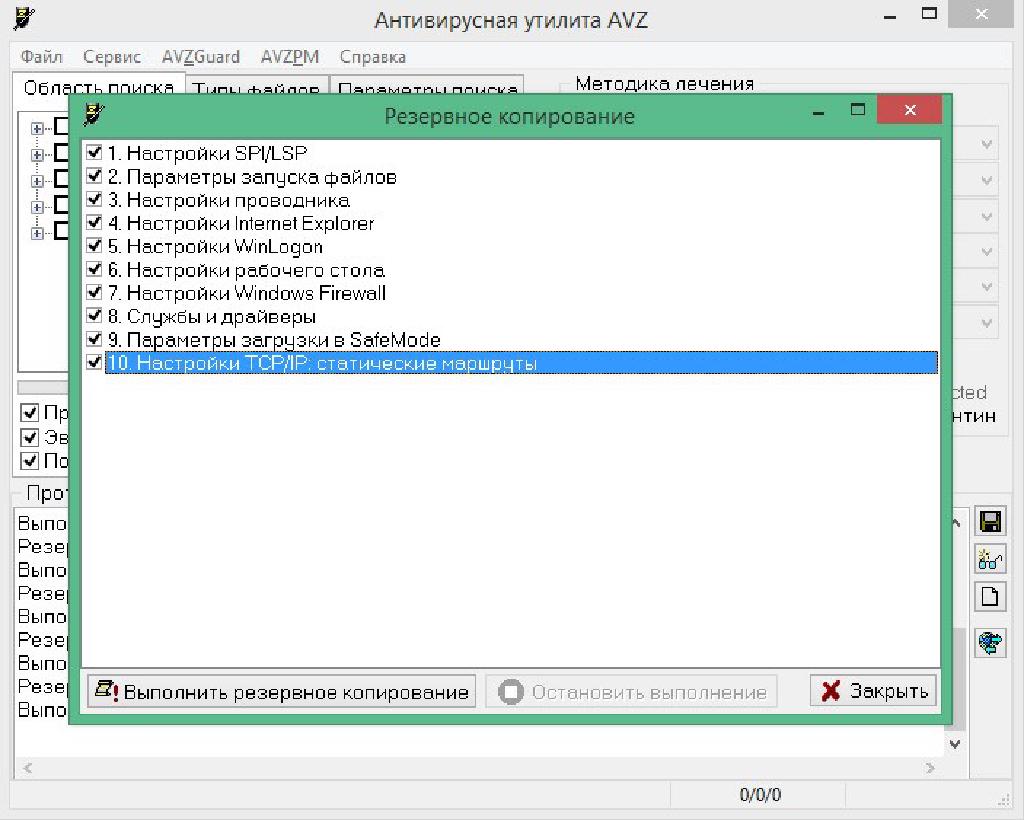 Антивирусная утилита AVZ
Файл Сервис AVZGuard AVZPM Справка
Область поиска Типы файлов Параметры поиска Методика лечения
Резервное копирование
1. Настройки SPI/LSP
2. Параметры запуска файлов
3. Настройки проводника
4. Настройки Internet Explorer
5. Настройки WinLogon
6. Настройки рабочего стола
7. Настройки Windows Firewall
8. Службы и драйверы
9. Параметры загрузки в SafeMode
10. Настройки TCP/IP: статические маршруты
cted
Пр
нтин
Эв
По
Прот
Выпо
Резер
Выпо
Резер
Выпо
Резер
Выпо
Резер
Выпо
Выполнить резервное копирование Остановить выполнение Закрыть
0/0/0